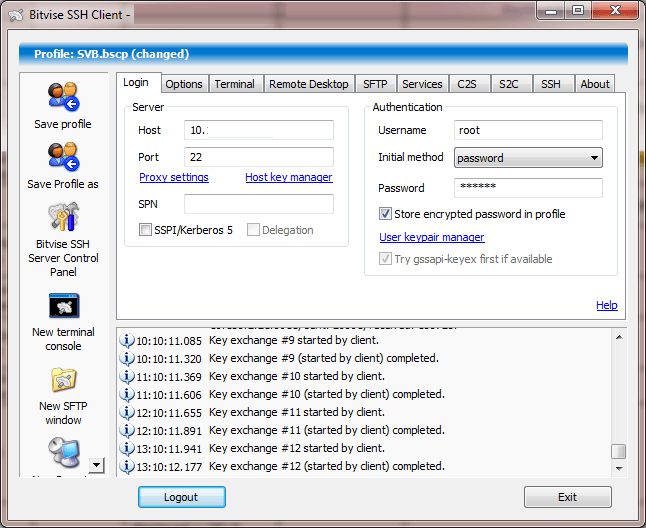 Bitvise SSH Client -
Profile: SVB.bscp (changed)
Save profile
Save Profile as
Bitvise SSH
Server Control
Panel
New terminal
console
New SFTP
window
Login Options Terminal Remote Desktop SFTP Services C2S S2C SSH About
Server
Host 10.
Port 22
Proxy settings Host key manager
SPN
SSPI/Kerberos 5 Delegation
Authentication
Username root
Initial method password
Password ******
Store encrypted password in profile
User keypair manager
Try gssapi-keyex first if available
Help
10:10:11.085 Key exchange #9 started by client.
10:10:11.320 Key exchange #9 (started by client) completed.
11:10:11.369 Key exchange #10 started by client.
11:10:11.606 Key exchange #10 (started by client) completed.
12:10:11.655 Key exchange #11 started by client.
12:10:11.891 Key exchange #11 (started by client) completed.
13:10:11.941 Key exchange #12 started by client.
13:10:12.177 Key exchange #12 (started by client) completed.
Logout Exit